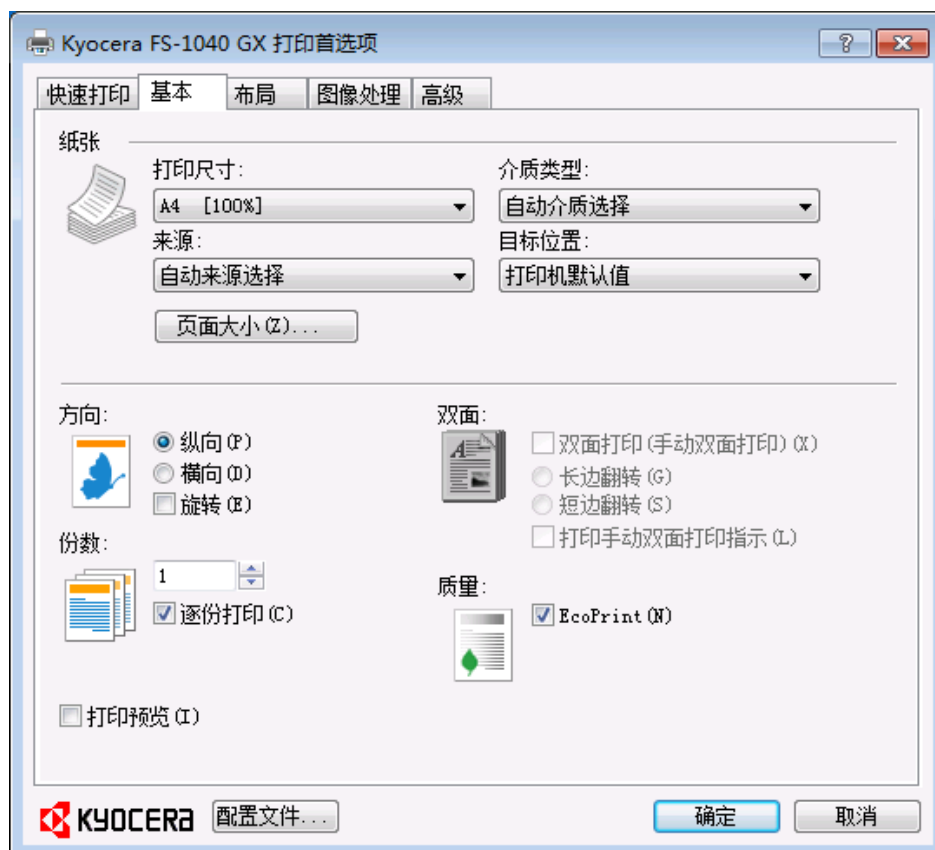 Kyocera FS-1040 GX 打印首选项
快速打印 基本 布局 图像处理 高级
纸张
打印尺寸: 介质类型:
A4 [100%] 自动介质选择
来源: 目标位置:
自动来源选择 打印机默认值
页面大小(Z)...
方向: 双面:
纵向(P) 双面打印(手动双面打印)(X)
横向(D) 长边翻转(G)
旋转(E) 短边翻转(S)
份数: 打印手动双面打印指示(L)
1 质量:
逐份打印(C) EcoPrint(N)
打印预览(I)
KYOCERA 配置文件... 确定 取消